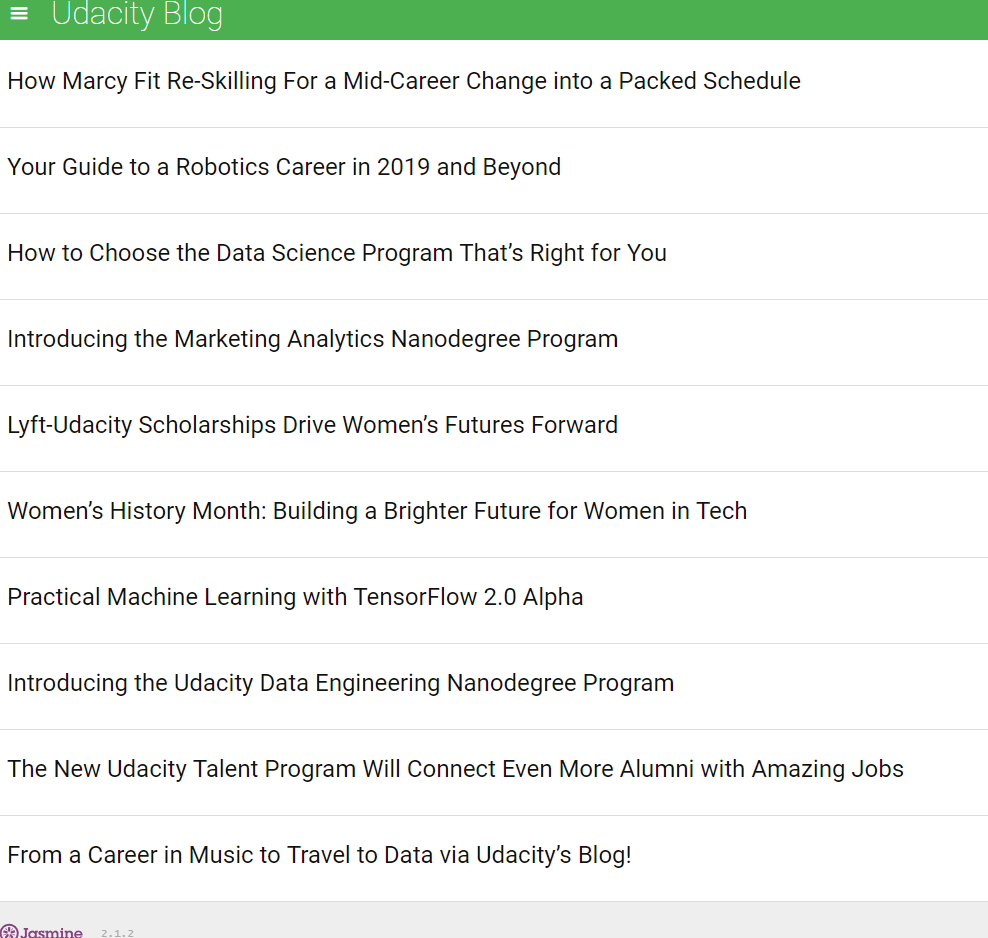 Udacity Blog
How Marcy Fit Re-Skilling For a Mid-Career Change into a Packed Schedule
Your Guide to a Robotics Career in 2019 and Beyond
How to Choose the Data Science Program That’s Right for You
Introducing the Marketing Analytics Nanodegree Program
Lyft-Udacity Scholarships Drive Women’s Futures Forward
Women’s History Month: Building a Brighter Future for Women in Tech
Practical Machine Learning with TensorFlow 2.0 Alpha
Introducing the Udacity Data Engineering Nanodegree Program
The New Udacity Talent Program Will Connect Even More Alumni with Amazing Jobs
From a Career in Music to Travel to Data via Udacity’s Blog!
Jasmine 2.1.2